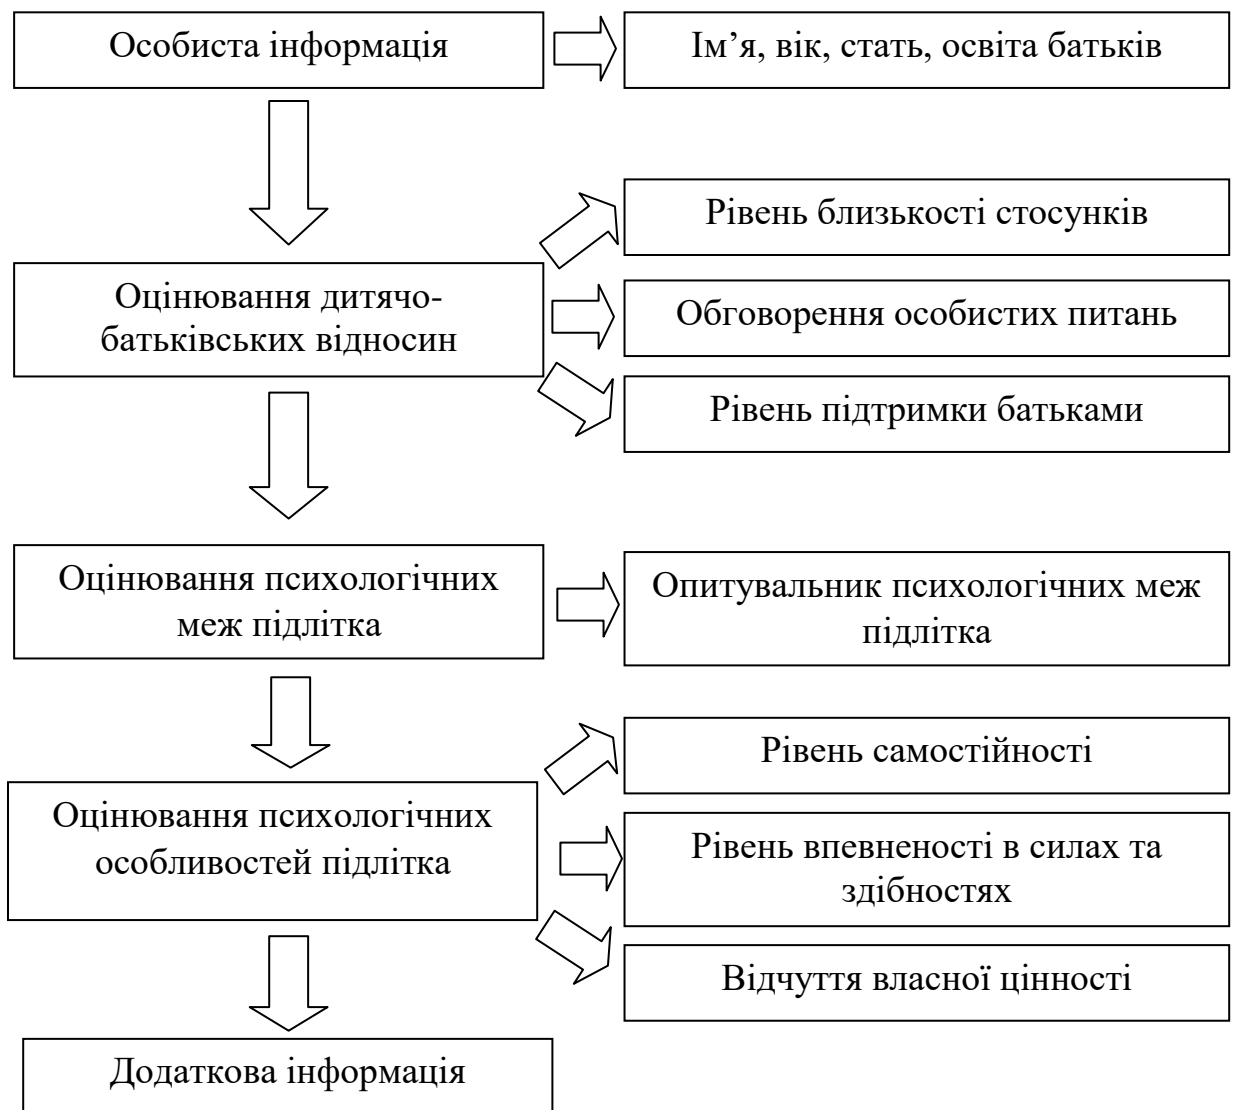 Особиста інформація
Ім’я, вік, стать, освіта батьків
Оцінювання дитячо-
батьківських відносин
Рівень близькості стосунків
Обговорення особистих питань
Рівень підтримки батьками
Оцінювання психологічних
меж підлітка
Опитувальник психологічних меж
підлітка
Оцінювання психологічних
особливостей підлітка
Рівень самостійності
Рівень впевненості в силах та
здібностях
Відчуття власної цінності
Додаткова інформація